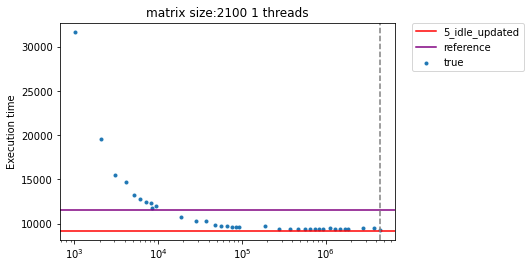 matrix size:2100 1 threads
Execution time
30000
25000
20000
15000
10000
10³
10⁴
10⁵
10⁶
5_idle_updated
reference
true